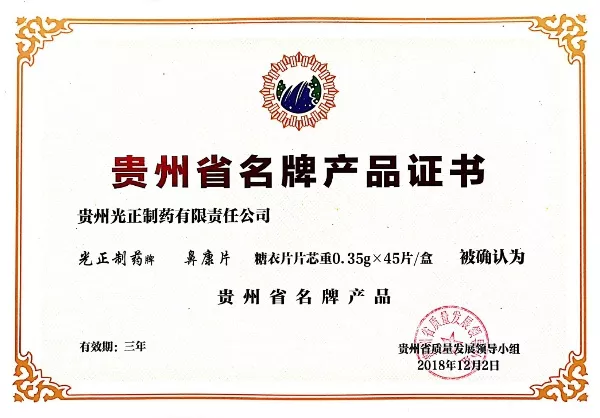 贵州省名牌产品证书
贵州光正制药有限责任公司
光正制药牌 鼻康片 糖衣片片芯重0.35g×45片/盒 被确认为
贵州省名牌产品
有效期：三年
贵州省质量发展领导小组
2018年12月2日